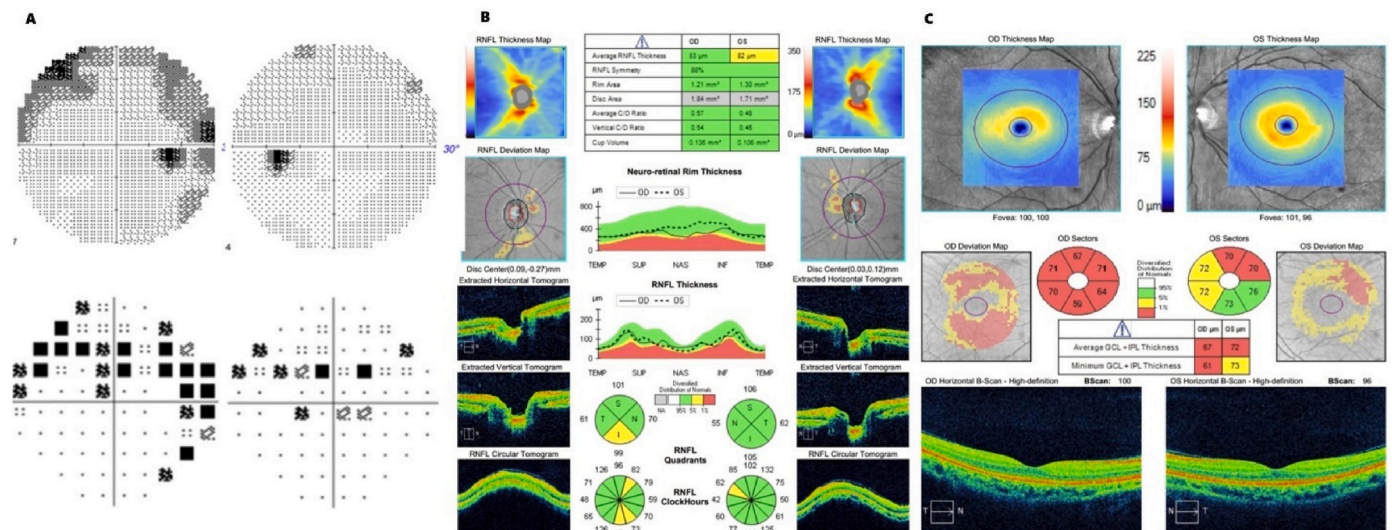 A
30°
B
RNFL Thickness Map
OD OS
Average RNFL Thickness 83 µm 82 µm
RNFL Symmetry 88%
Rim Area 1.21 mm² 1.30 mm²
Disc Area 1.84 mm² 1.71 mm²
Average C/D Ratio 0.57 0.49
Vertical C/D Ratio 0.54 0.46
Cup Volume 0.136 mm³ 0.106 mm³
RNFL Thickness Map
350
175
0 µm
RNFL Deviation Map
Disc Center(0.09,-0.27)mm
Neuro-retinal Rim Thickness
µm OD OS
800
400
0
TEMP SUP NAS INF TEMP
RNFL Deviation Map
Disc Center(0.03,0.12)mm
Extracted Horizontal Tomogram
RNFL Thickness
µm OD OS
200
100
0
TEMP SUP NAS INF TEMP
Extracted Horizontal Tomogram
Extracted Vertical Tomogram
Extracted Vertical Tomogram
Diversified
Distribution
of Normals
NA 95% 5% 1%
101
61 S T N I 70
99
106
55 S N T I 62
105
RNFL
Quadrants
RNFL
ClockHours
96
126 82
71 79
48 59
65 70
73
102
85 132
62 75
42 50
60 61
RNFL Circular Tomogram
RNFL Circular Tomogram
C
OD Thickness Map
Fovea: 100, 100
225
150
75
0 µm
OS Thickness Map
Fovea: 101, 96
OD Deviation Map
OD Sectors
67
71 71
70 64
59
Diversified
Distribution
of Normals
95%
5%
1%
OS Sectors
70
72 70
72 76
73
OS Deviation Map
OD µm OS µm
Average GCL + IPL Thickness 67 72
Minimum GCL + IPL Thickness 61 73
OD Horizontal B-Scan - High-definition BScan: 100
T N
OS Horizontal B-Scan - High-definition BScan: 96
N T